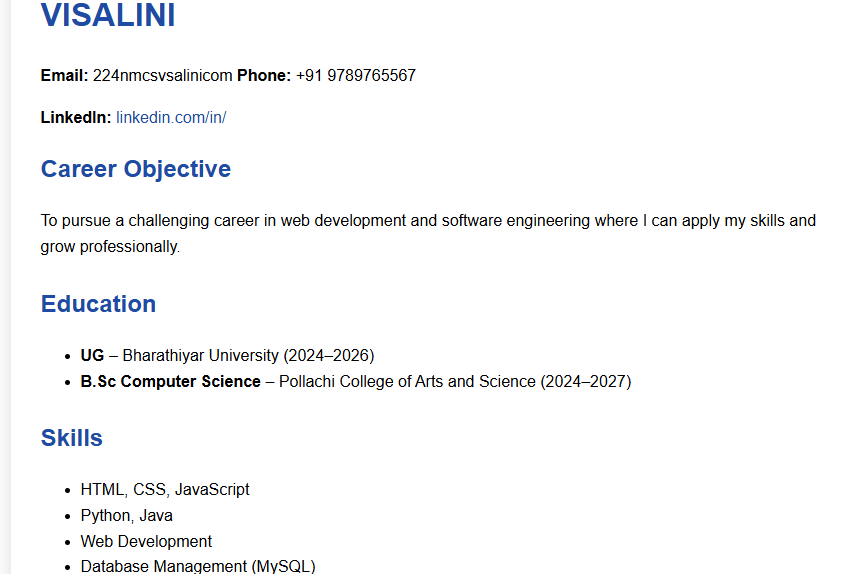 VISALINI
Email: 224nmcsvsalinicom Phone: +91 9789765567
LinkedIn: linkedin.com/in/
Career Objective
To pursue a challenging career in web development and software engineering where I can apply my skills and
grow professionally.
Education
• UG – Bharathiyar University (2024–2026)
• B.Sc Computer Science – Pollachi College of Arts and Science (2024–2027)
Skills
• HTML, CSS, JavaScript
• Python, Java
• Web Development
• Database Management (MySQL)